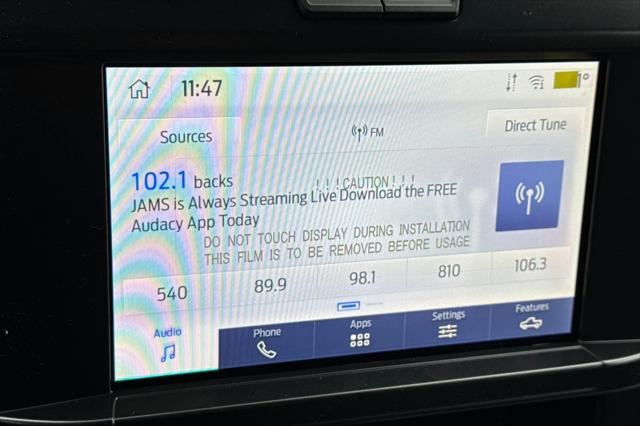 11:47
1°
Sources
FM
Direct Tune
102.1 backs
!!!CAUTION!!!
JAMS is Always Streaming Live Download the FREE
Audacy App Today
DO NOT TOUCH DISPLAY DURING INSTALLATION
THIS FILM IS TO BE REMOVED BEFORE USAGE
540 89.9 98.1 810 106.3
Audio Phone Apps Settings Features